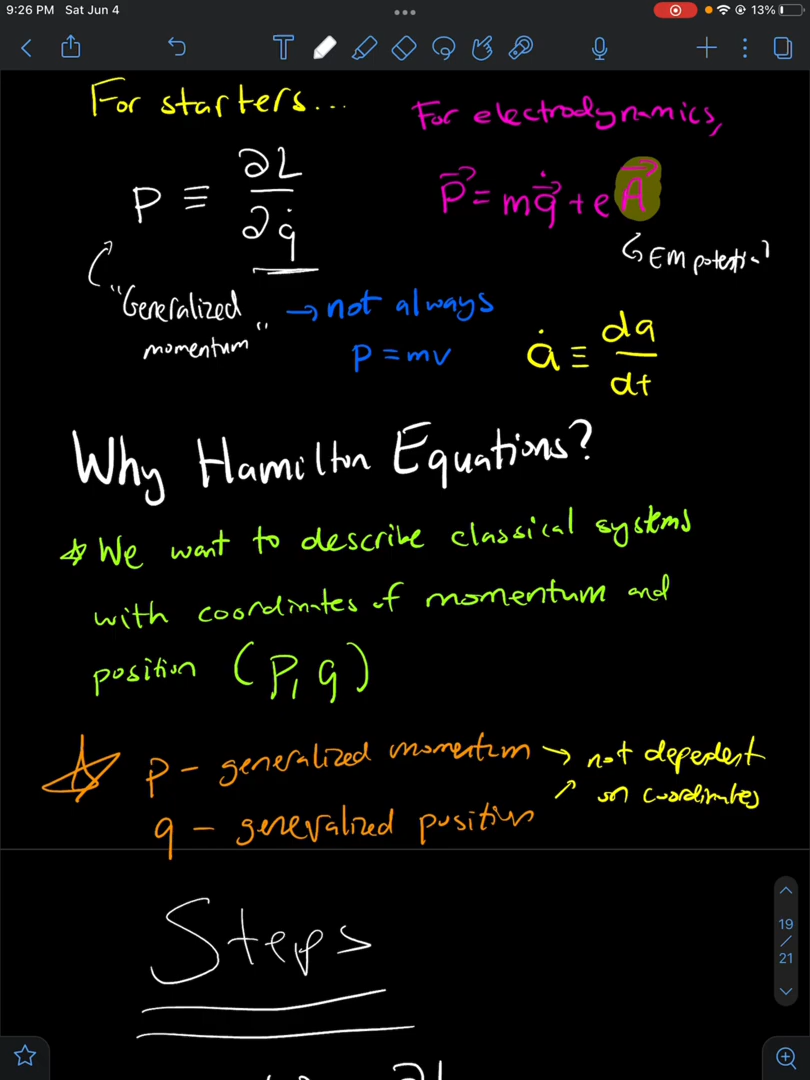 9:26 PM Sat Jun 4
13%
For starters...
For electrodynamics,
P ≡ ∂L/∂q̇
P⃗ = mq⃗̇ + eA⃗
EM potential
"Generalized momentum"
→ not always
P = mv
ȧ ≡ da/dt
Why Hamilton Equations?
☆ We want to describe classical systems
with coordinates of momentum and
position (P, q)
☆ P - generalized momentum → not dependent
on coordinates
q - generalized position
19
/
21
Steps
∂L